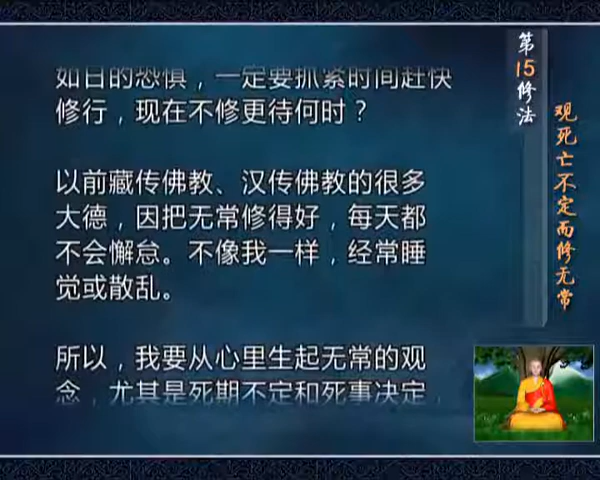 如日的恐惧，一定要抓紧时间赶快
修行，现在不修更待何时？
以前藏传佛教、汉传佛教的很多
大德，因把无常修得好，每天都
不会懈怠。不像我一样，经常睡
觉或散乱。
所以，我要从心里生起无常的观
念，尤其是死期不定和死事决定，
第15修法
观死亡不定而修无常